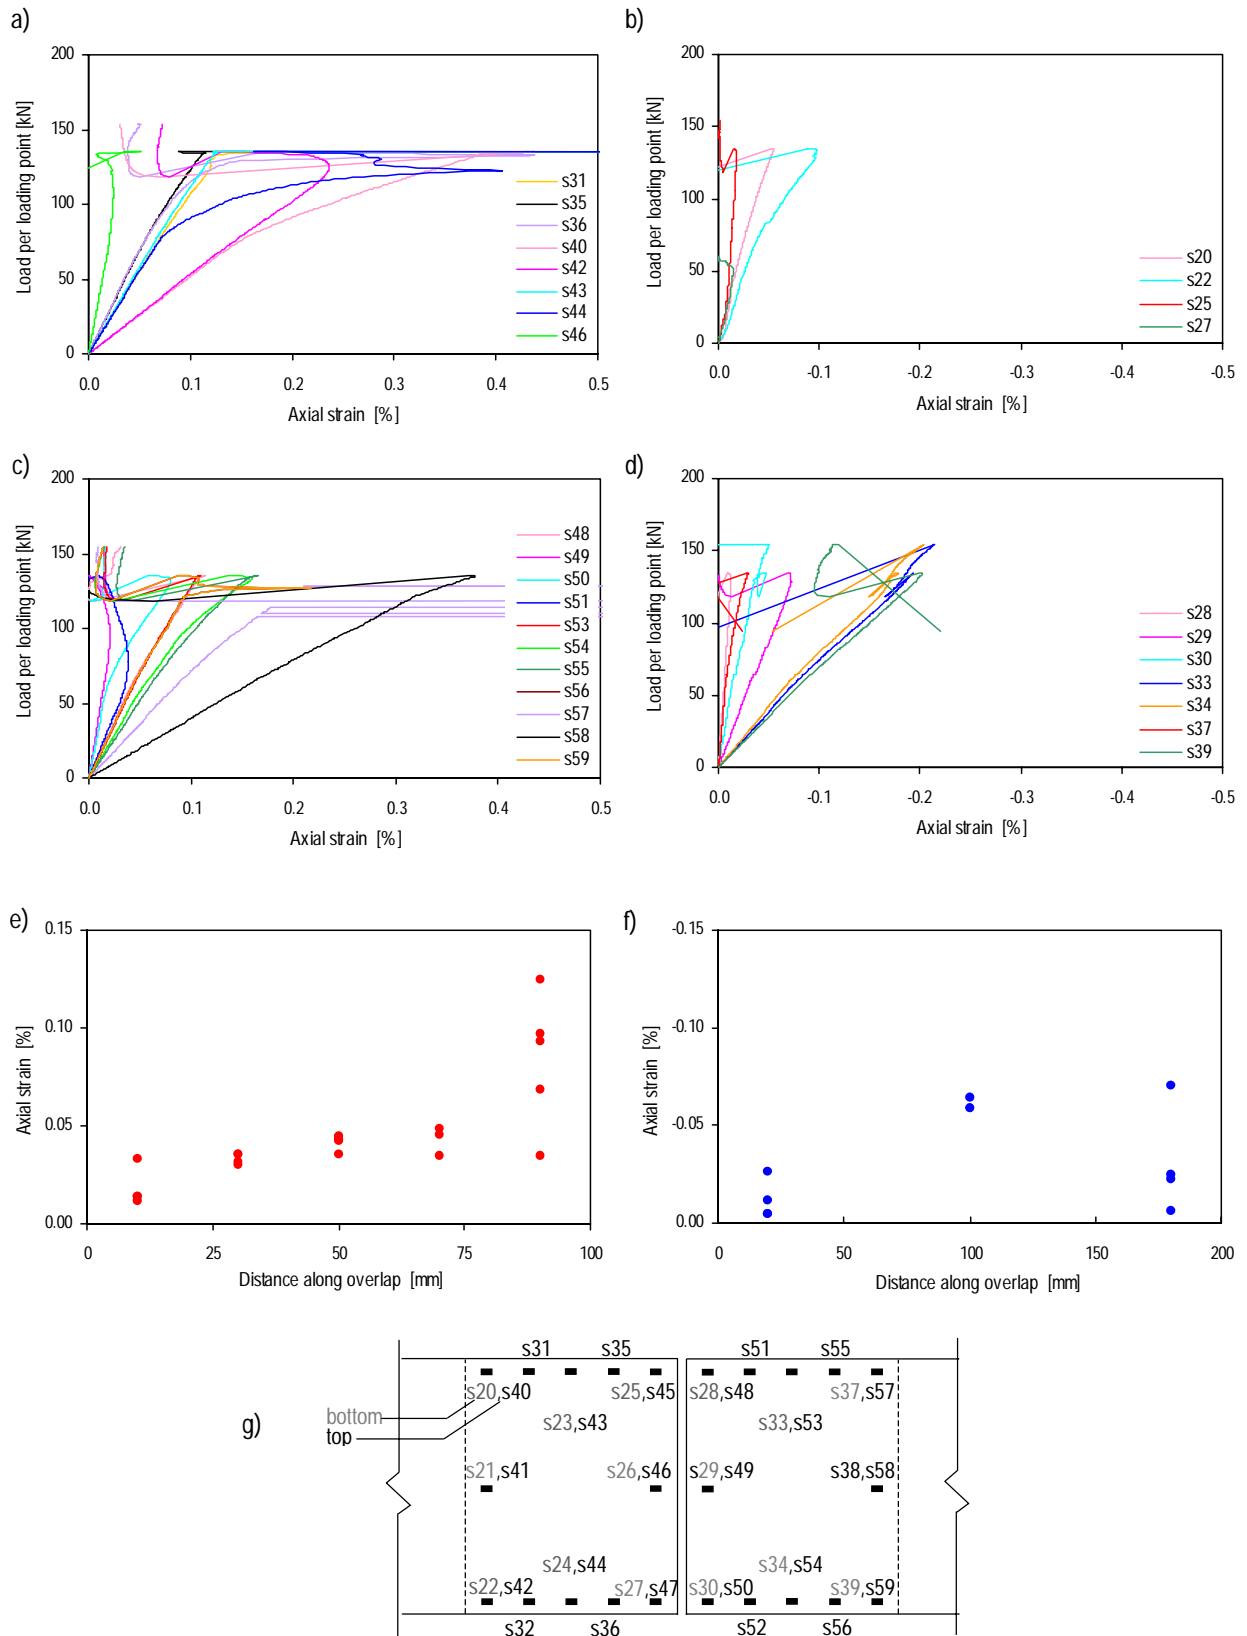 a)
Load per loading point [kN]
200
150
100
50
0
0.0 0.1 0.2 0.3 0.4 0.5
Axial strain [%]
s31
s35
s36
s40
s42
s43
s44
s46
b)
Load per loading point [kN]
200
150
100
50
0
0.0 -0.1 -0.2 -0.3 -0.4 -0.5
Axial strain [%]
s20
s22
s25
s27
c)
Load per loading point [kN]
200
150
100
50
0
0.0 0.1 0.2 0.3 0.4 0.5
Axial strain [%]
s48
s49
s50
s51
s53
s54
s55
s56
s57
s58
s59
d)
Load per loading point [kN]
200
150
100
50
0
0.0 -0.1 -0.2 -0.3 -0.4 -0.5
Axial strain [%]
s28
s29
s30
s33
s34
s37
s39
e)
Axial strain [%]
0.15
0.10
0.05
0.00
0 25 50 75 100
Distance along overlap [mm]
f)
Axial strain [%]
-0.15
-0.10
-0.05
0.00
0 50 100 150 200
Distance along overlap [mm]
g)
bottom
top
s31 s35 s51 s55
s20,s40 s25,s45 s28,s48 s37,s57
s23,s43 s33,s53
s21,s41 s26,s46 s29,s49 s38,s58
s24,s44 s34,s54
s22,s42 s27,s47 s30,s50 s39,s59
s32 s36 s52 s56